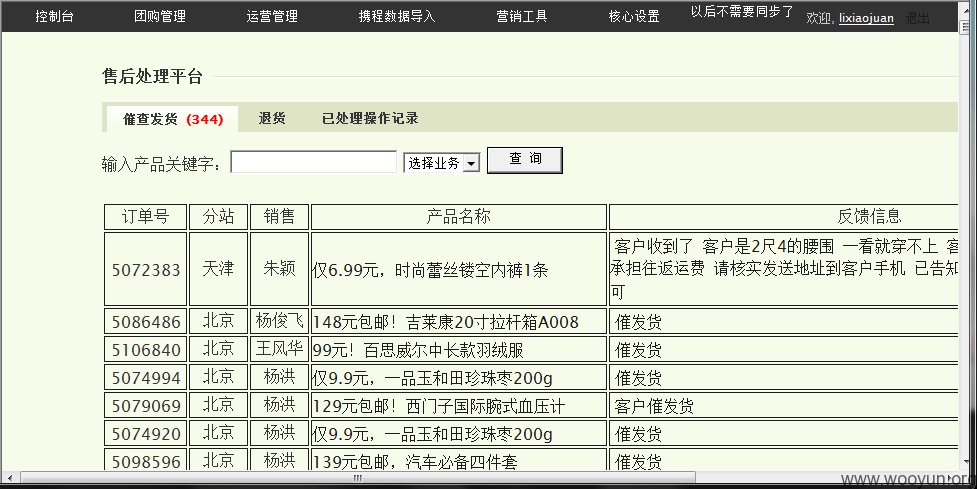 控制台 团购管理 运营管理 携程数据导入 营销工具 核心设置 以后不需要同步了 欢迎, lixiaojuan 退出
售后处理平台
催查发货 (344) 退货 已处理操作记录
输入产品关键字： 选择业务 查 询
订单号 分站 销售 产品名称 反馈信息
5072383 天津 朱颖 仅6.99元，时尚蕾丝镂空内裤1条 客户收到了 客户是2尺4的腰围 一看就穿不上
承担往返运费 请核实发送地址到客户手机 已告知
可
5086486 北京 杨俊飞 148元包邮！吉莱康20寸拉杆箱A008 催发货
5106840 北京 王风华 99元！百思威尔中长款羽绒服 催发货
5074994 北京 杨洪 仅9.9元，一品玉和田珍珠枣200g 催发货
5079069 北京 杨洪 129元包邮！西门子国际腕式血压计 客户催发货
5074920 北京 杨洪 仅9.9元，一品玉和田珍珠枣200g 催发货
5098596 北京 杨洪 139元包邮，汽车必备四件套 催发货
www.wooyun.org